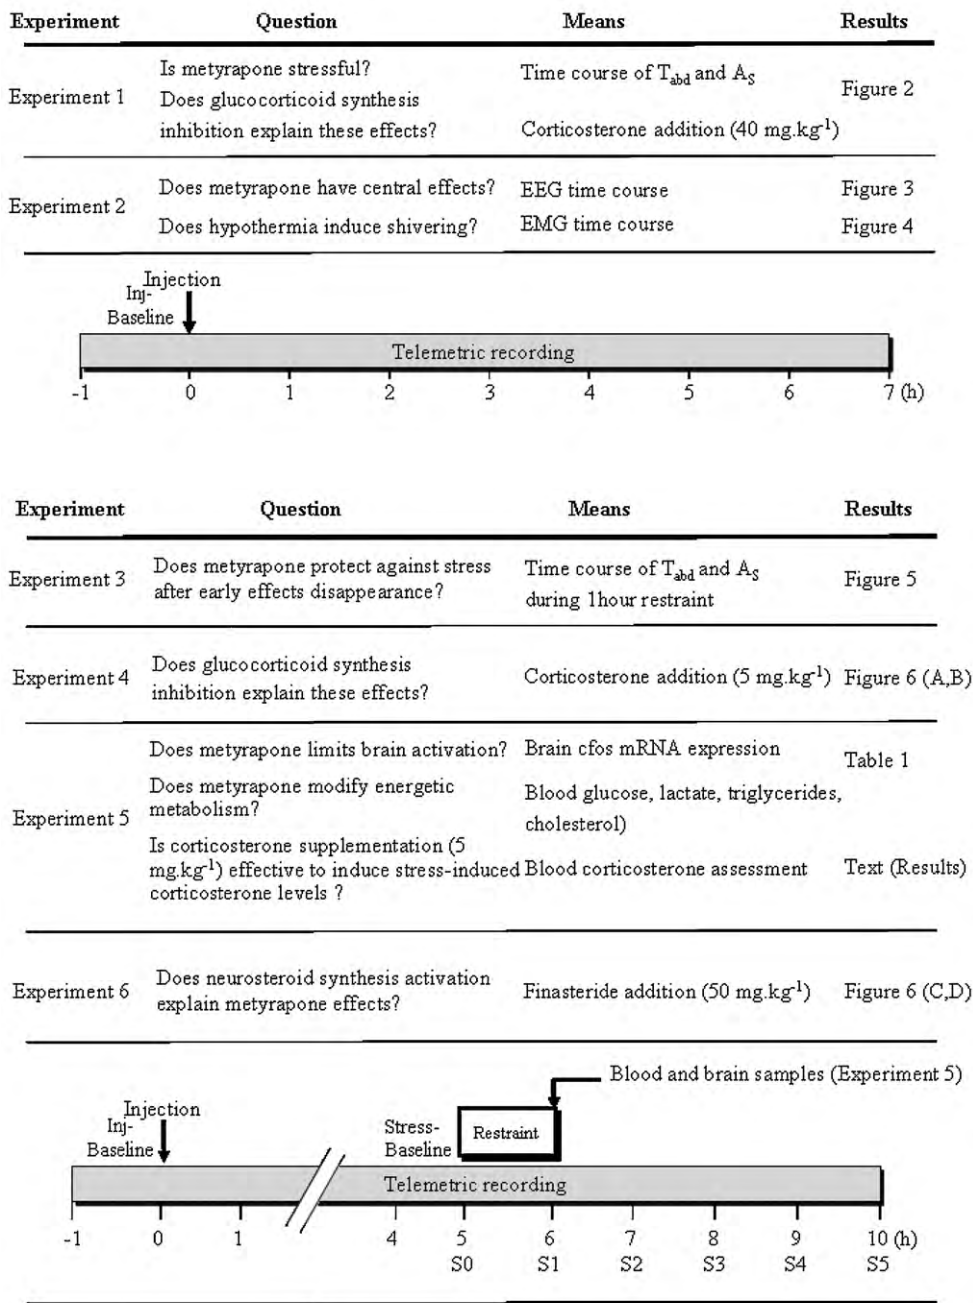 Experiment Question Means Results
Is metyrapone stressful?
Time course of Tabd and AS
Experiment 1
Does glucocorticoid synthesis
inhibition explain these effects?
Corticosterone addition (40 mg.kg-1)
Figure 2
Experiment 2
Does metyrapone have central effects? EEG time course Figure 3
Does hypothermia induce shivering? EMG time course Figure 4
Injection
Inj-
Baseline
Telemetric recording
-1 0 1 2 3 4 5 6 7 (h)
Experiment Question Means Results
Experiment 3
Does metyrapone protect against stress
after early effects disappearance?
Time course of Tabd and AS
during 1hour restraint
Figure 5
Experiment 4
Does glucocorticoid synthesis
inhibition explain these effects?
Corticosterone addition (5 mg.kg-1) Figure 6 (A,B)
Experiment 5
Does metyrapone limits brain activation? Brain cfos mRNA expression
Table 1
Does metyrapone modify energetic
metabolism?
Blood glucose, lactate, triglycerides,
cholesterol)
Is corticosterone supplementation (5
mg.kg-1) effective to induce stress-induced
corticosterone levels ?
Blood corticosterone assessment Text (Results)
Experiment 6
Does neurosteroid synthesis activation
explain metyrapone effects?
Finasteride addition (50 mg.kg-1) Figure 6 (C,D)
Blood and brain samples (Experiment 5)
Injection
Inj-
Baseline
Stress-
Baseline
Restraint
Telemetric recording
-1 0 1 4 5 6 7 8 9 10 (h)
S0 S1 S2 S3 S4 S5